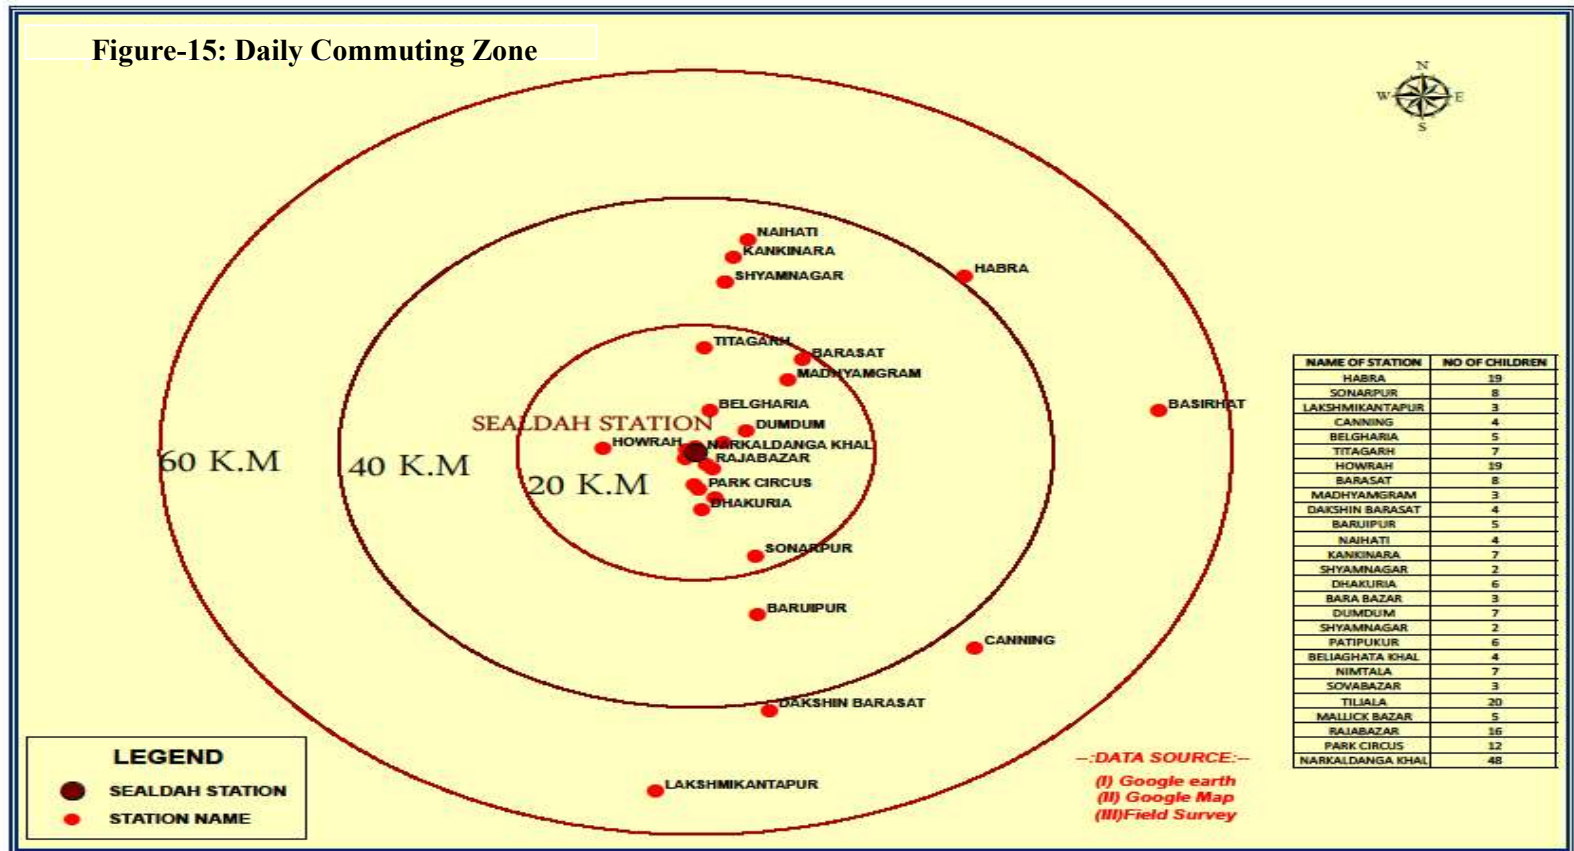 Figure-15: Daily Commuting Zone
N
W E
S
NAIHATI
KANKINARA
SHYAMNAGAR
HABRA
TITAGARH
BARASAT
MADHYAMGRAM
BELGHARIA
SEALDAH STATION
DUMDUM
BASIRHAT
HOWRAH
NARKALDANGA KHAL
RAJABAZAR
60 K.M
40 K.M
20 K.M
PARK CIRCUS
DHAKURIA
SONARPUR
BARUIPUR
CANNING
DAKSHIN BARASAT
LAKSHMIKANTAPUR
NAME OF STATION NO OF CHILDREN
HABRA 19
SONARPUR 8
LAKSHMIKANTAPUR 3
CANNING 4
BELGHARIA 5
TITAGARH 7
HOWRAH 19
BARASAT 8
MADHYAMGRAM 3
DAKSHIN BARASAT 4
BARUIPUR 5
NAIHATI 4
KANKINARA 7
SHYAMNAGAR 2
DHAKURIA 6
BARA BAZAR 3
DUMDUM 7
SHYAMNAGAR 2
PATIPUKUR 6
BELIAGHATA KHAL 4
NIMTALA 7
SOVABAZAR 3
TILJALA 20
MALLICK BAZAR 5
RAJABAZAR 16
PARK CIRCUS 12
NARKALDANGA KHAL 48
LEGEND
SEALDAH STATION
STATION NAME
--:DATA SOURCE:--
(I) Google earth
(II) Google Map
(III)Field Survey